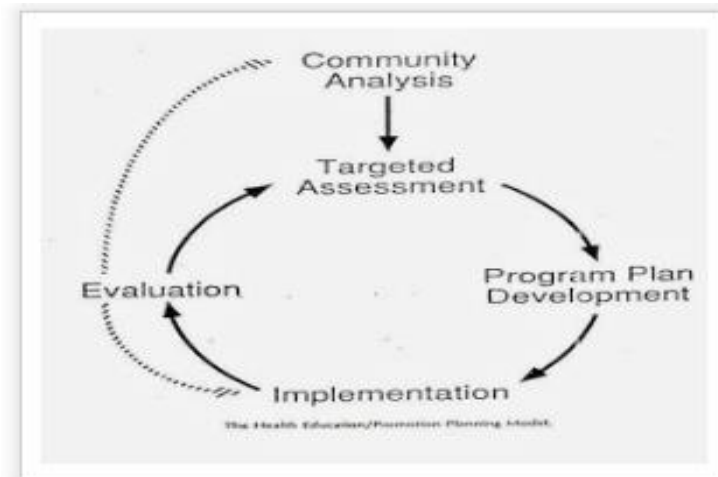 Community
Analysis
Targeted
Assessment
Evaluation
Program Plan
Development
Implementation
The Health Education/Promotion Planning Model.